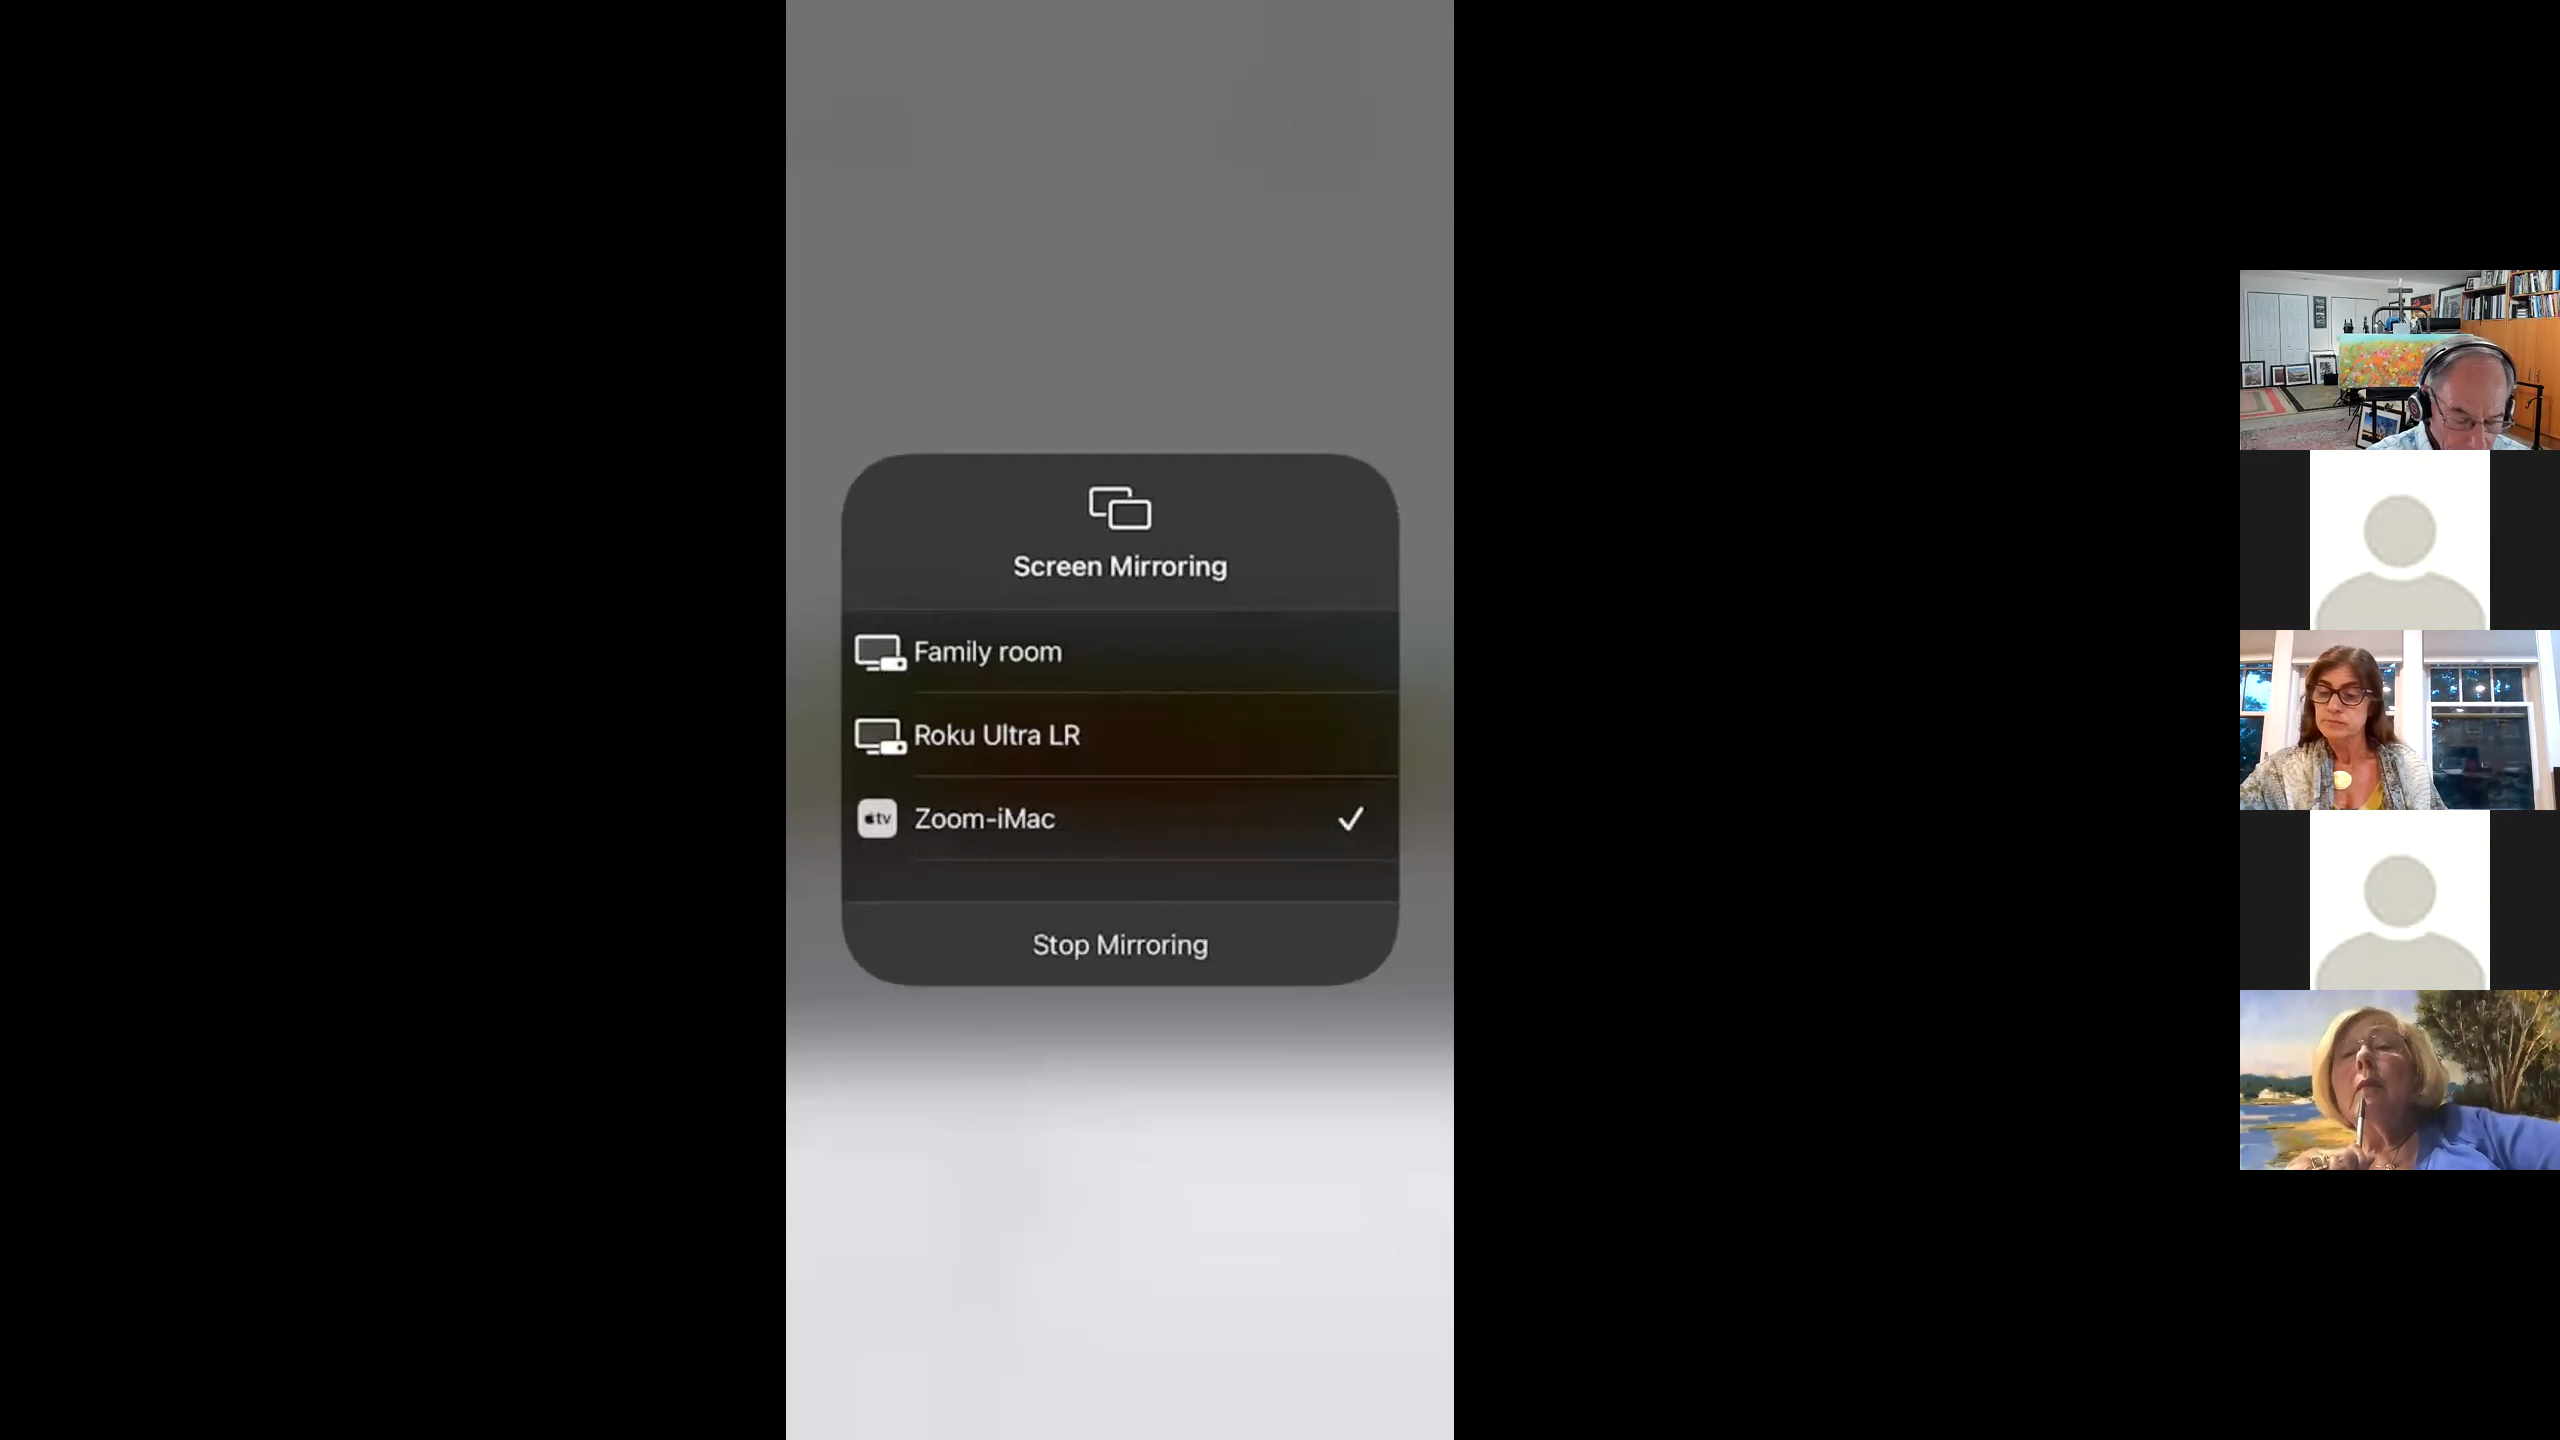 Screen Mirroring
Family room
Roku Ultra LR
tv Zoom-iMac
Stop Mirroring